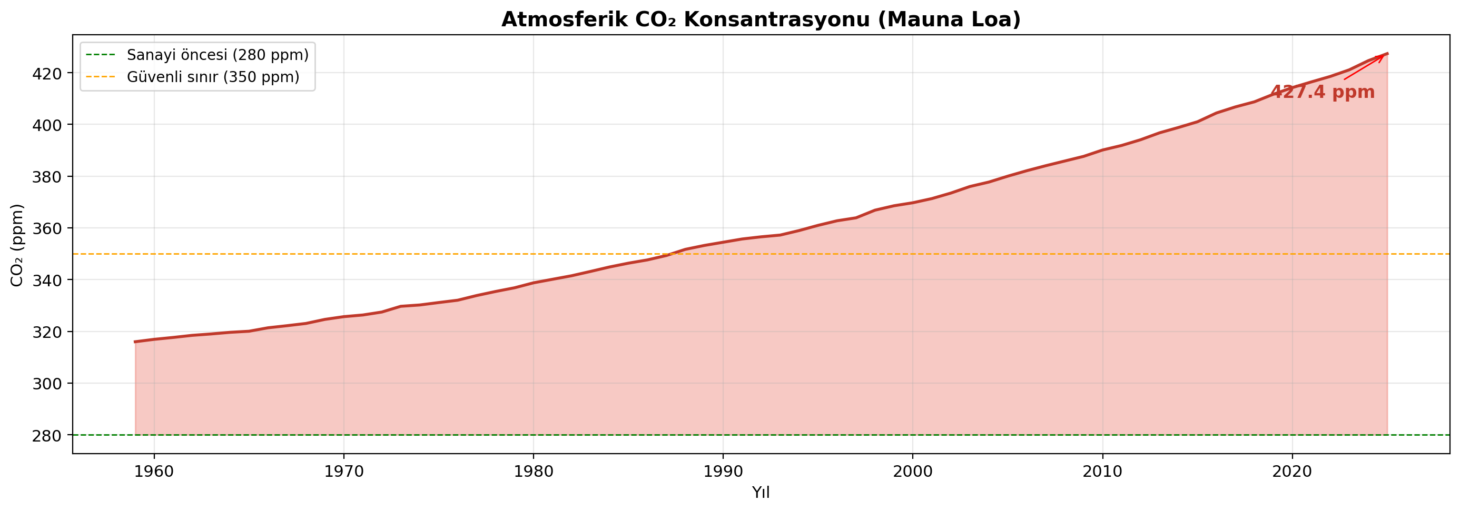 Atmosferik CO₂ Konsantrasyonu (Mauna Loa)
Sanayi öncesi (280 ppm)
Güvenli sınır (350 ppm)
427.4 ppm
CO₂ (ppm)
420
400
380
360
340
320
300
280
1960 1970 1980 1990 2000 2010 2020
Yıl